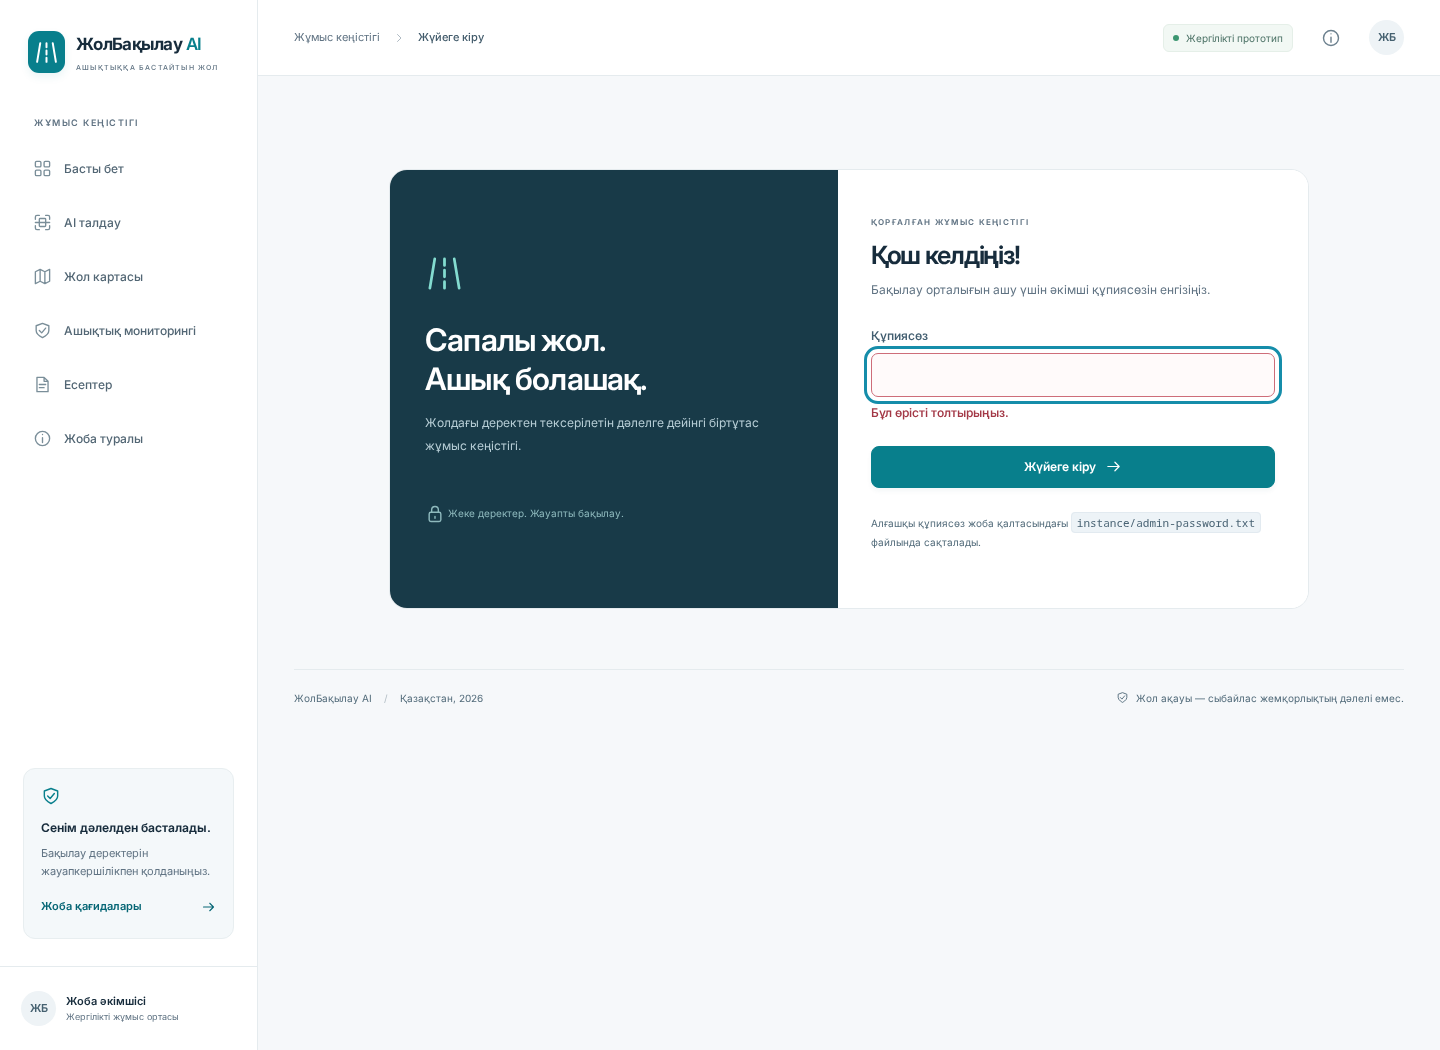 ЖолБақылау AI
АШЫҚТЫҚҚА БАСТАЙТЫН ЖОЛ
ЖҰМЫС КЕҢІСТІГІ
Басты бет
AI талдау
Жол картасы
Ашықтық мониторингі
Есептер
Жоба туралы
Сенім дәлелден басталады.
Бақылау деректерін
жауапкершілікпен қолданыңыз.
Жоба қағидалары
ЖБ
Жоба әкімшісі
Жергілікті жұмыс ортасы
Жұмыс кеңістігі
Жүйеге кіру
Жергілікті прототип
ЖБ
Сапалы жол.
Ашық болашақ.
Жолдағы деректен тексерілетін дәлелге дейінгі біртұтас
жұмыс кеңістігі.
Жеке деректер. Жауапты бақылау.
ҚОРҒАЛҒАН ЖҰМЫС КЕҢІСТІГІ
Қош келдіңіз!
Бақылау орталығын ашу үшін әкімші құпиясөзін енгізіңіз.
Құпиясөз
Бұл өрісті толтырыңыз.
Жүйеге кіру
Алғашқы құпиясөз жоба қалтасындағы instance/admin-password.txt
файлында сақталады.
ЖолБақылау AI / Қазақстан, 2026
Жол ақауы — сыбайлас жемқорлықтың дәлелі емес.